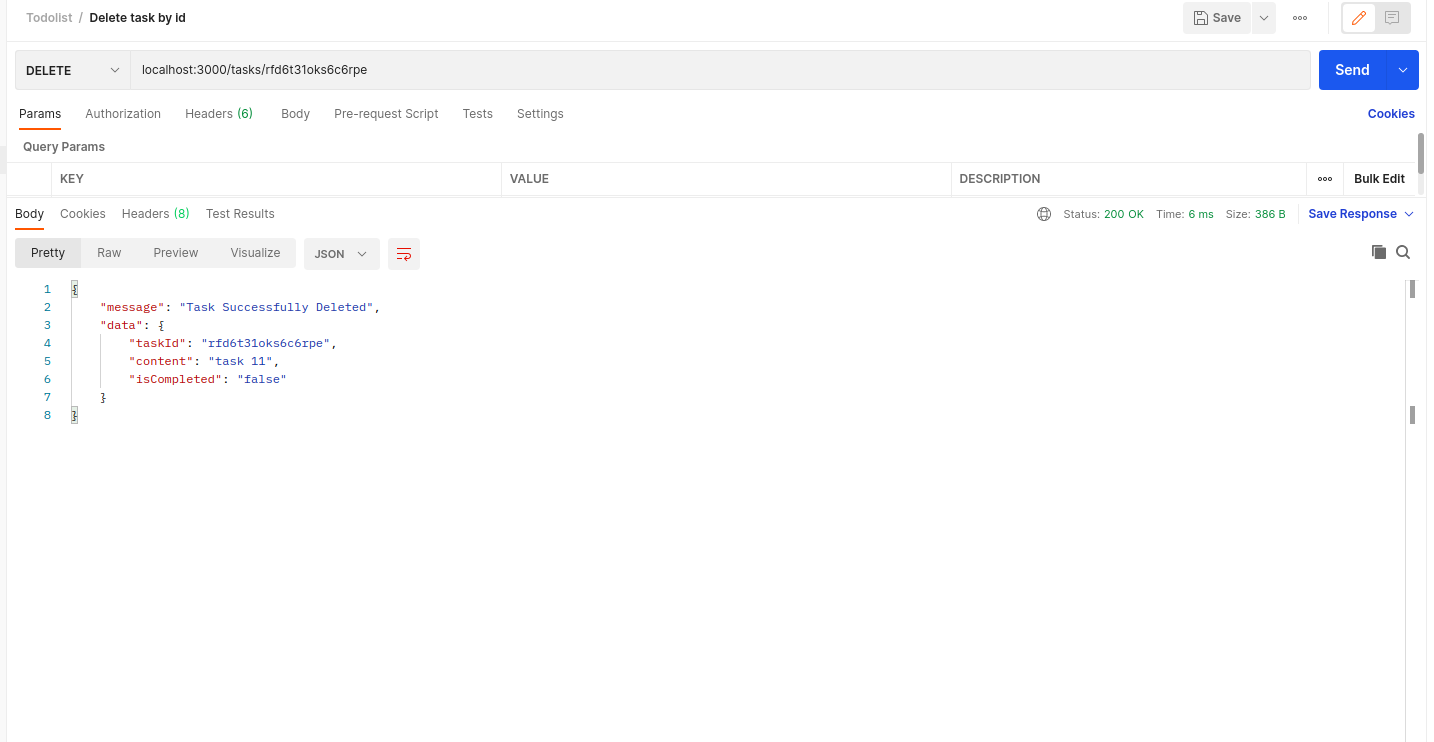 Todolist / Delete task by id
Save
DELETE
localhost:3000/tasks/rfd6t31oks6c6rpe
Send
Params Authorization Headers (6) Body Pre-request Script Tests Settings Cookies
Query Params
KEY VALUE DESCRIPTION Bulk Edit
Body Cookies Headers (8) Test Results Status: 200 OK Time: 6 ms Size: 386 B Save Response
Pretty Raw Preview Visualize JSON
1 {
2 "message": "Task Successfully Deleted",
3 "data": {
4 "taskId": "rfd6t31oks6c6rpe",
5 "content": "task 11",
6 "isCompleted": "false"
7 }
8 }